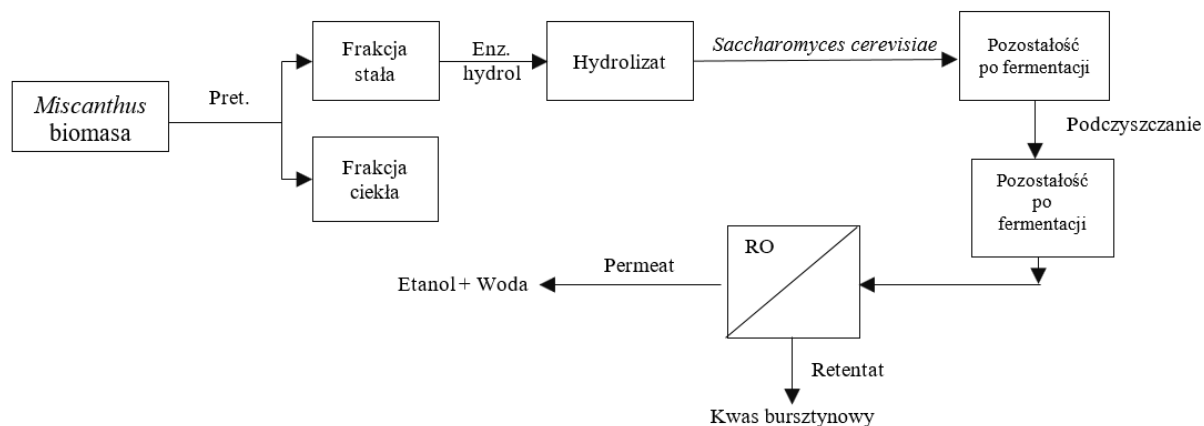 Miscanthus
biomasa
Pret.
Frakcja
stała
Frakcja
ciekła
Enz.
hydrol
Hydrolizat
Saccharomyces cerevisiae
Pozostałość
po fermentacji
Podczyszczanie
Pozostałość
po
fermentacji
RO
Permeat
Etanol + Woda
Retentat
Kwas bursztynowy